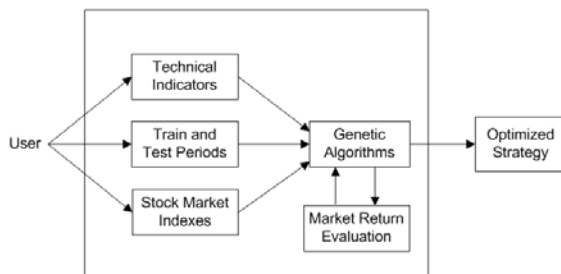 Technical
Indicators
User
Train and
Test Periods
Genetic
Algorithms
Optimized
Strategy
Stock Market
Indexes
Market Return
Evaluation